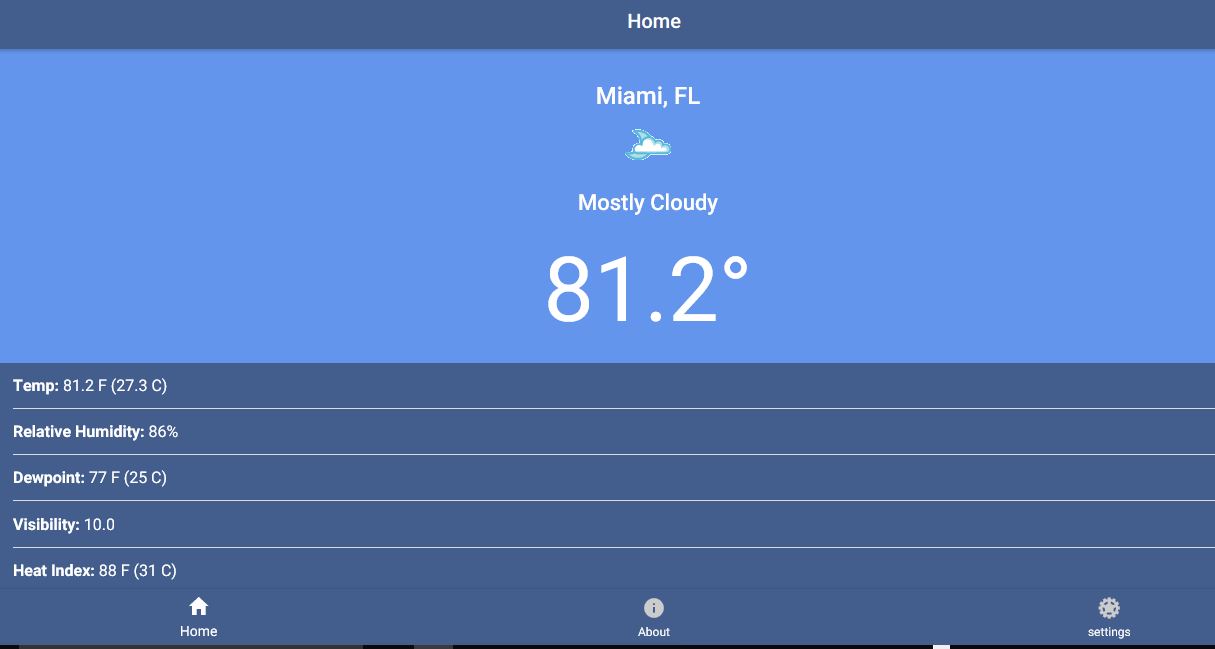 Home
Miami, FL
Mostly Cloudy
81.2°
Temp: 81.2 F (27.3 C)
Relative Humidity: 86%
Dewpoint: 77 F (25 C)
Visibility: 10.0
Heat Index: 88 F (31 C)
Home
About
settings